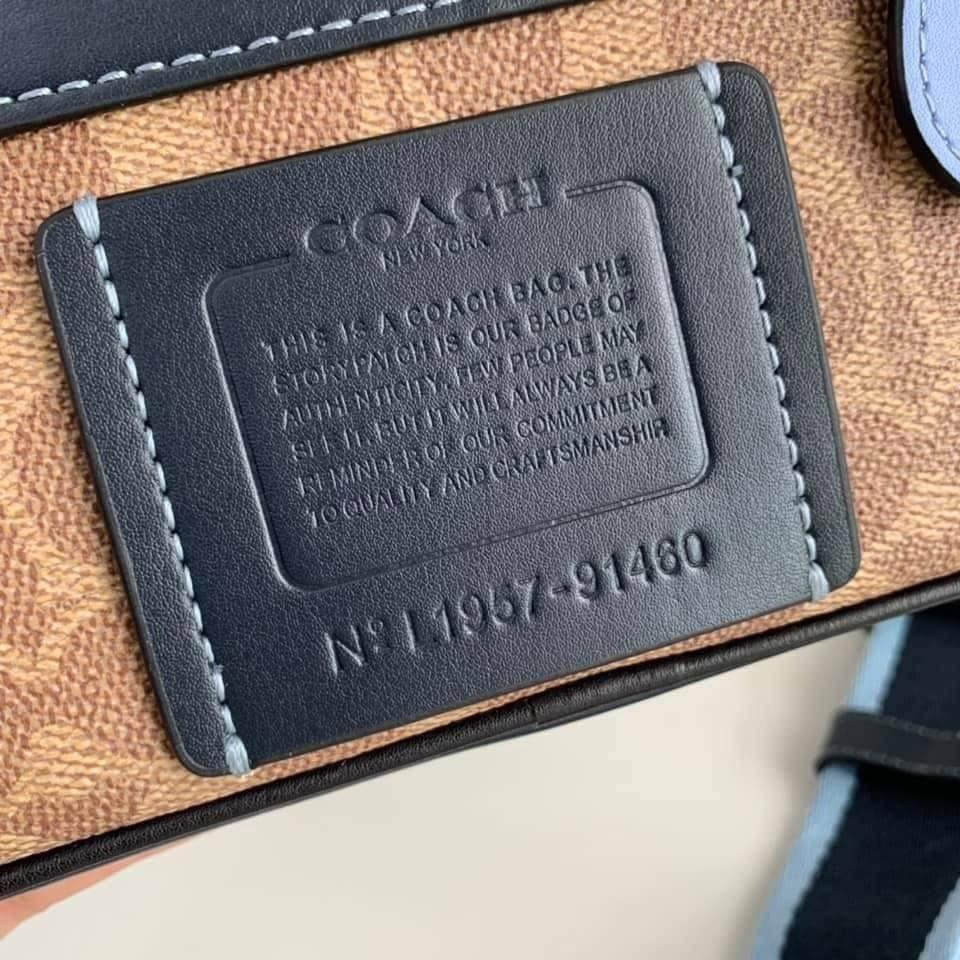 COACH
NEW YORK
THIS IS A COACH BAG. THE
STORYPATCH IS OUR BADGE OF
AUTHENTICITY. FEW PEOPLE MAY
SEE IT. BUT IT WILL ALWAYS BE A
REMINDER OF OUR COMMITMENT
TO QUALITY AND CRAFTSMANSHIP
Nº L1967-91460